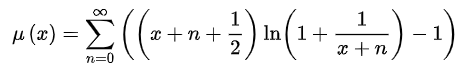 μ (x) = ∑_{n=0}^{∞} ( ( x + n + 1/2 ) ln ( 1 + 1/(x + n) ) − 1 )